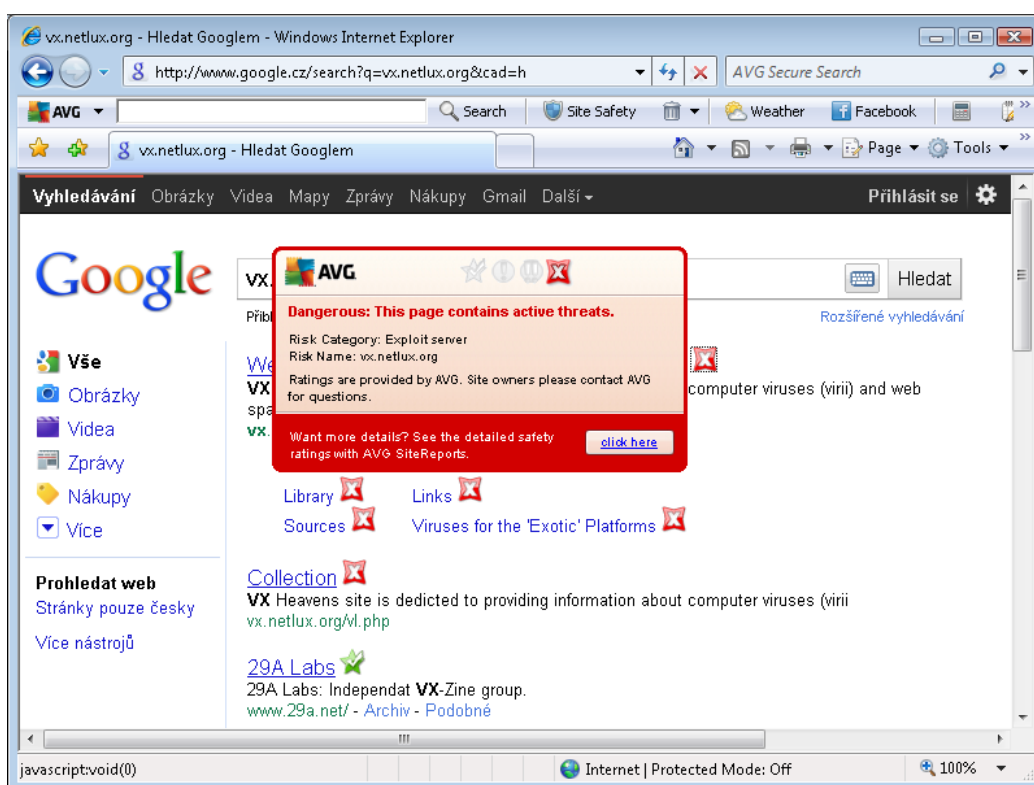 vx.netlux.org - Hledat Googlem - Windows Internet Explorer
http://www.google.cz/search?q=vx.netlux.org&cad=h
AVG Secure Search
AVG Search Site Safety Weather Facebook
vx.netlux.org - Hledat Googlem
Page Tools
Vyhledávání Obrázky Videa Mapy Zprávy Nákupy Gmail Další Přihlásit se
Google
vx.
Hledat
Přibl
Rozšířené vyhledávání
AVG
Dangerous: This page contains active threats.
Risk Category: Exploit server
Risk Name: vx.netlux.org
Ratings are provided by AVG. Site owners please contact AVG
for questions.
Want more details? See the detailed safety
ratings with AVG SiteReports.
click here
Vše
Obrázky
Videa
Zprávy
Nákupy
Více
Prohledat web
Stránky pouze česky
Více nástrojů
We
VX computer viruses (virii) and web
spa
vx.
Library Links
Sources Viruses for the 'Exotic' Platforms
Collection
VX Heavens site is dedicted to providing information about computer viruses (virii
vx.netlux.org/vl.php
29A Labs
29A Labs: Independat VX-Zine group.
www.29a.net/ - Archiv - Podobné
javascript:void(0)
Internet | Protected Mode: Off
100%